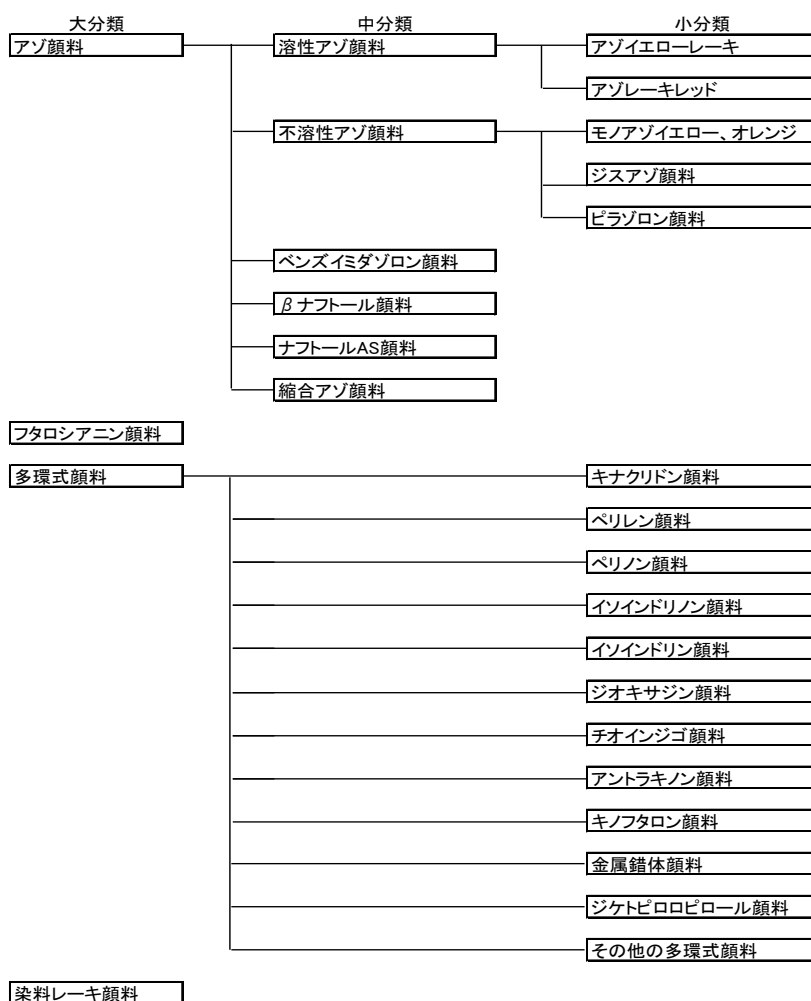 大分類 中分類 小分類
アゾ顔料 溶性アゾ顔料 アゾイエローレーキ
アゾレーキレッド
不溶性アゾ顔料 モノアゾイエロー、オレンジ
ジスアゾ顔料
ピラゾロン顔料
ベンズイミダゾロン顔料
βナフトール顔料
ナフトールAS顔料
縮合アゾ顔料
フタロシアニン顔料
多環式顔料 キナクリドン顔料
ペリレン顔料
ペリノン顔料
イソインドリノン顔料
イソインドリン顔料
ジオキサジン顔料
チオインジゴ顔料
アントラキノン顔料
キノフタロン顔料
金属錯体顔料
ジケトピロロピロール顔料
その他の多環式顔料
染料レーキ顔料